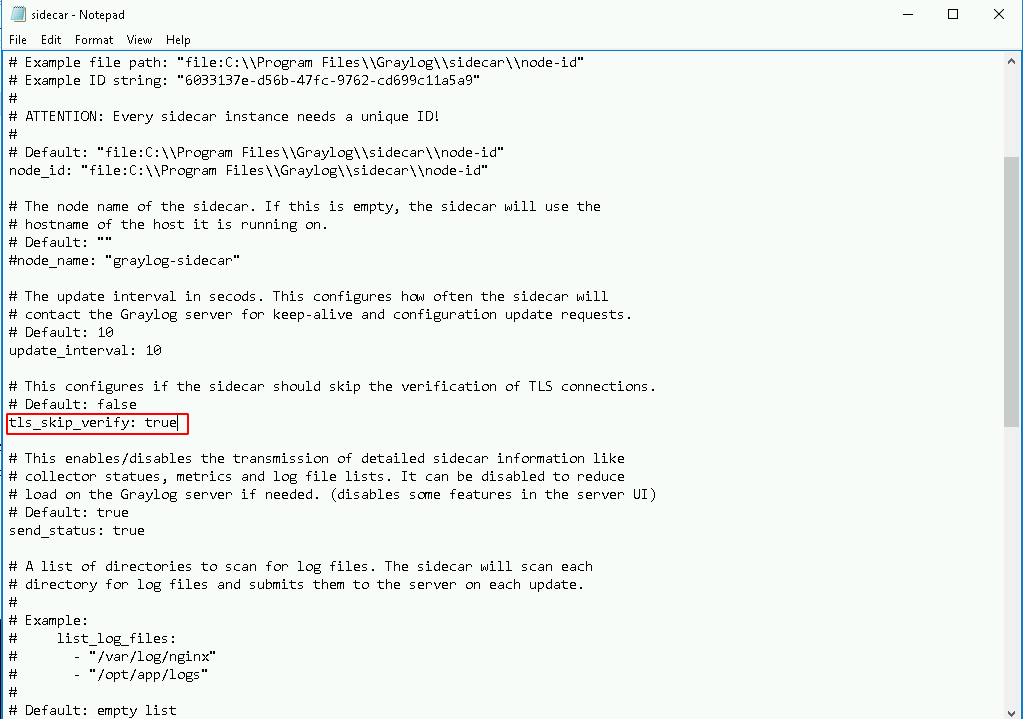 sidecar - Notepad
File Edit Format View Help
# Example file path: "file:C:\\Program Files\\Graylog\\sidecar\\node-id"
# Example ID string: "6033137e-d56b-47fc-9762-cd699c11a5a9"
#
# ATTENTION: Every sidecar instance needs a unique ID!
#
# Default: "file:C:\\Program Files\\Graylog\\sidecar\\node-id"
node_id: "file:C:\\Program Files\\Graylog\\sidecar\\node-id"
# The node name of the sidecar. If this is empty, the sidecar will use the
# hostname of the host it is running on.
# Default: ""
#node_name: "graylog-sidecar"
# The update interval in secods. This configures how often the sidecar will
# contact the Graylog server for keep-alive and configuration update requests.
# Default: 10
update_interval: 10
# This configures if the sidecar should skip the verification of TLS connections.
# Default: false
tls_skip_verify: true
# This enables/disables the transmission of detailed sidecar information like
# collector statues, metrics and log file lists. It can be disabled to reduce
# load on the Graylog server if needed. (disables some features in the server UI)
# Default: true
send_status: true
# A list of directories to scan for log files. The sidecar will scan each
# directory for log files and submits them to the server on each update.
#
# Example:
#     list_log_files:
#       - "/var/log/nginx"
#       - "/opt/app/logs"
#
# Default: empty list